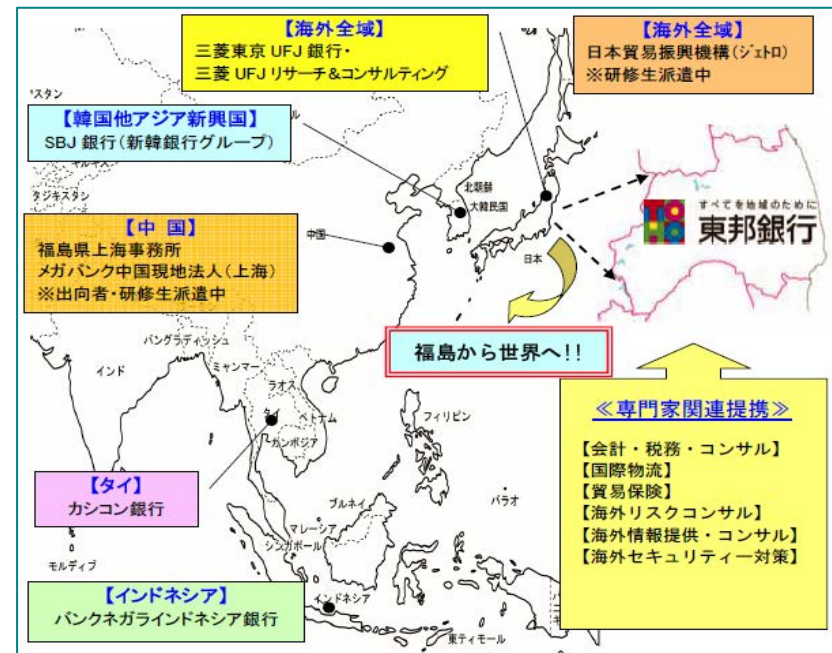 【海外全域】
三菱東京UFJ銀行・
三菱UFJリサーチ&コンサルティング
【海外全域】
日本貿易振興機構(ジェトロ)
※研修生派遣中
【韓国他アジア新興国】
SBJ銀行(新韓銀行グループ)
スタン
ル
タジキスタン
北朝鮮
大韓民国
すべてを地域のために
TOHO
東邦銀行
【中 国】
福島県上海事務所
メガバンク中国現地法人(上海)
※出向者・研修生派遣中
中国
日本
福島から世界へ!!
バングラディッシュ
ミャンマー
インド
ラオス
タイ
ベトナム
カンボジア
フィリピン
≪専門家関連提携≫
【会計・税務・コンサル】
【国際物流】
【貿易保険】
【海外リスクコンサル】
【海外情報提供・コンサル】
【海外セキュリティー対策】
【タイ】
カシコン銀行
パラオ
ブルネイ
マレーシア
シンガポール
モルディブ
【インドネシア】
バンクネガラインドネシア銀行
インドネシア
東ティモール